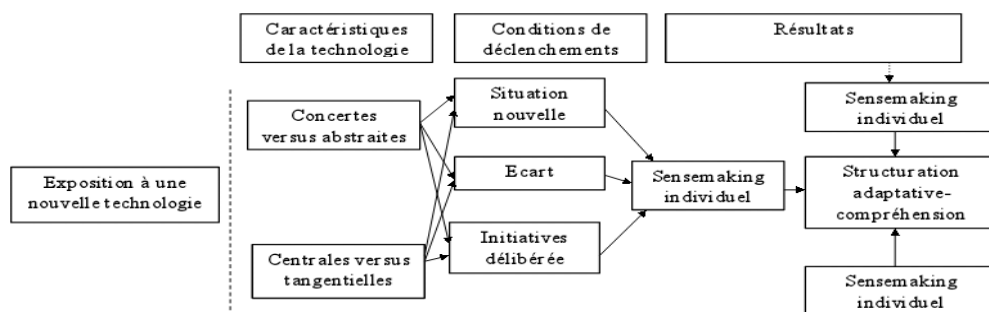 Caractéristiques
de la technologie
Conditions de
déclenchements
Résultats
Exposition à une
nouvelle technologie
Concertes
versus abstraites
Centrales versus
tangentielles
Situation
nouvelle
Ecart
Initiatives
délibérée
Sensemaking
individuel
Sensemaking
individuel
Structuration
adaptative-
compréhension
Sensemaking
individuel